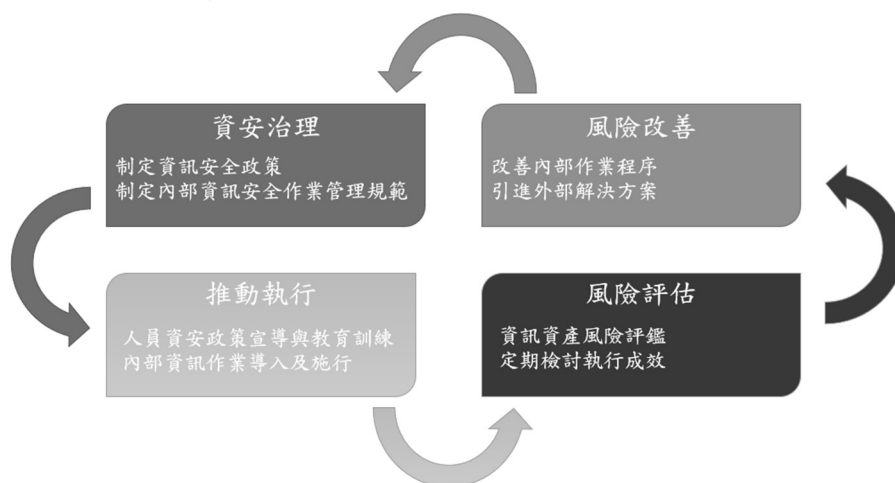 資安治理
制定資訊安全政策
制定內部資訊安全作業管理規範
風險改善
改善內部作業程序
引進外部解決方案
推動執行
人員資安政策宣導與教育訓練
內部資訊作業導入及施行
風險評估
資訊資產風險評鑑
定期檢討執行成效